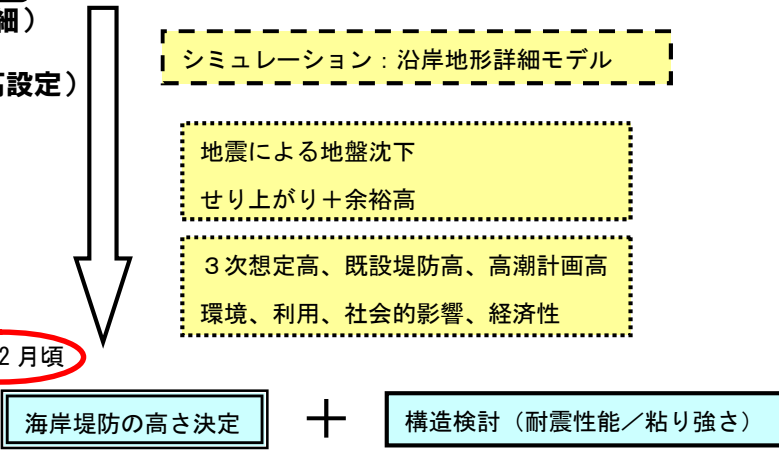 細）
シミュレーション：沿岸地形詳細モデル
高設定）
地震による地盤沈下
せり上がり＋余裕高
３次想定高、既設堤防高、高潮計画高
環境、利用、社会的影響、経済性
2 月頃
海岸堤防の高さ決定
＋
構造検討（耐震性能／粘り強さ）